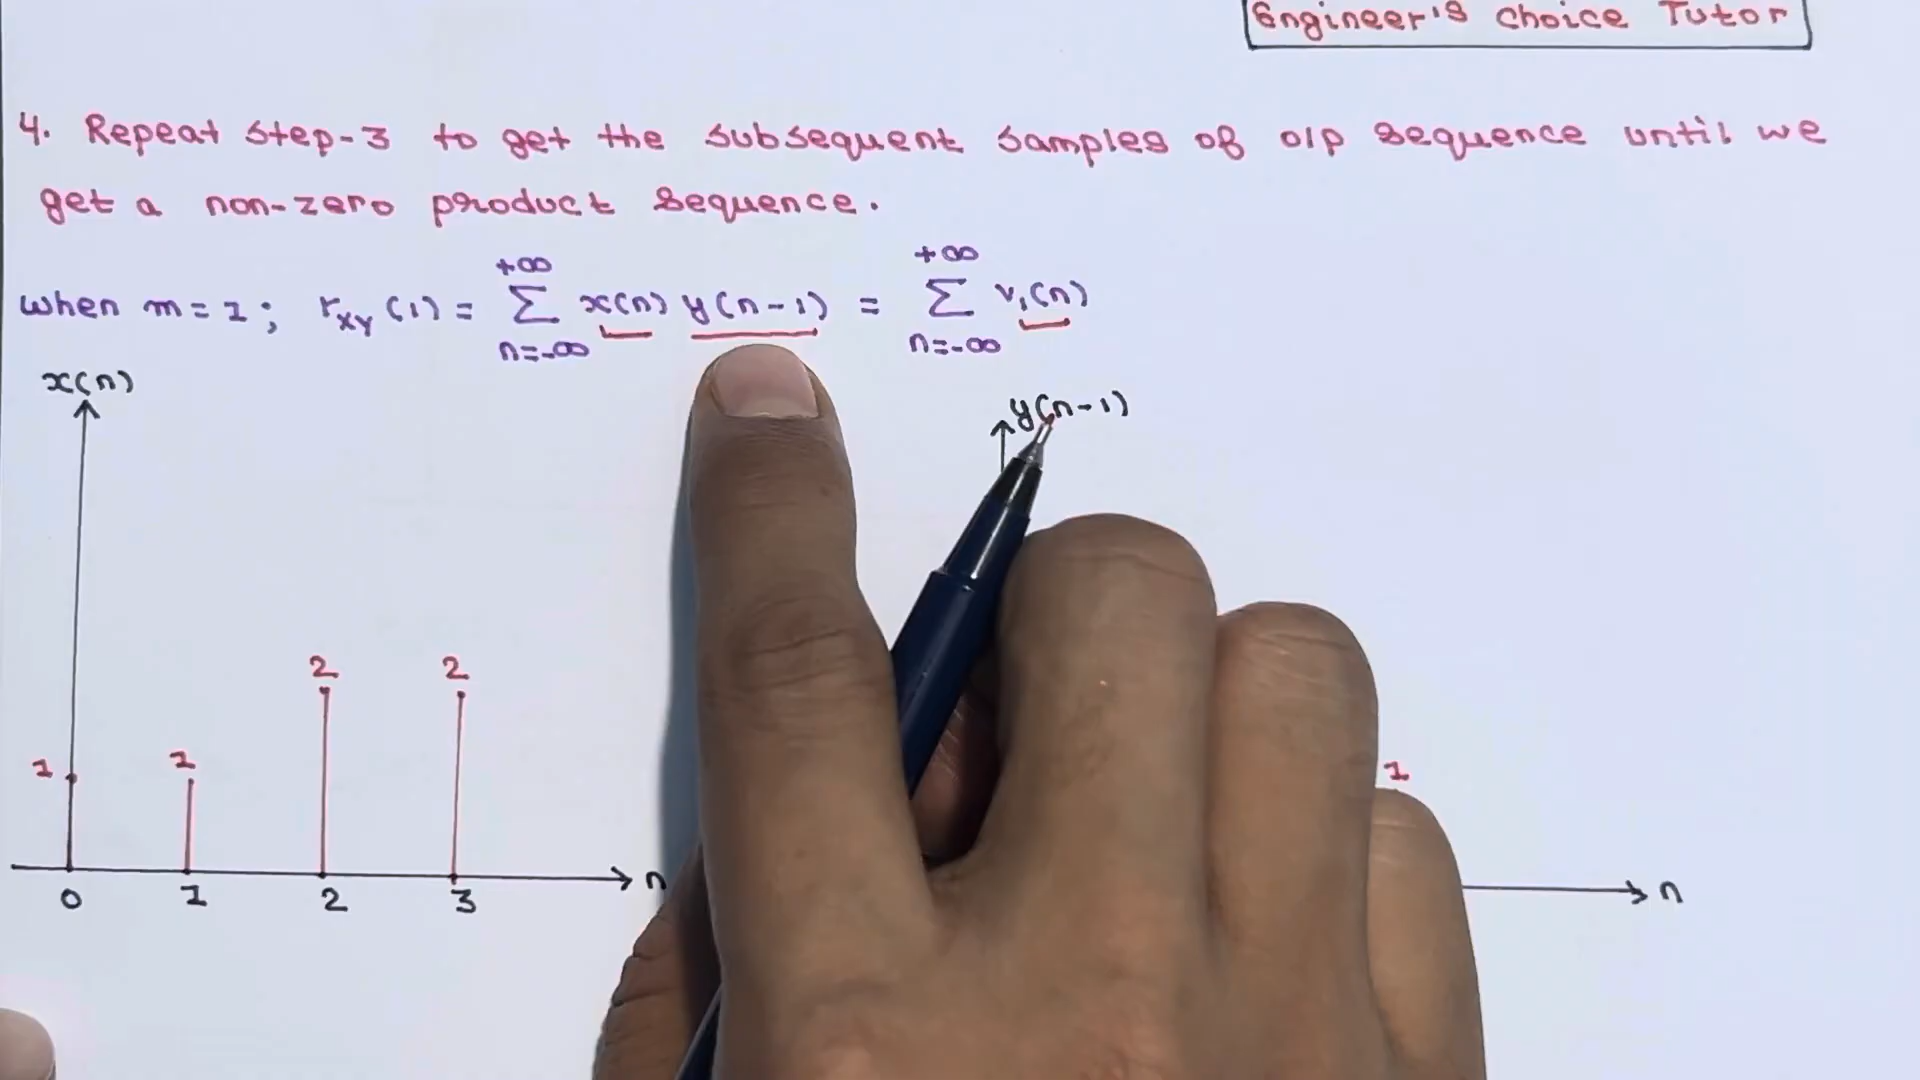 Engineer's Choice Tutor
4. Repeat step-3 to get the subsequent samples of o/p sequence until we
get a non-zero product sequence.
when m=1; rxy(1) = +∞ Σ n=-∞ x(n) y(n-1) = +∞ Σ n=-∞ v₁(n)
x(n)
y(n-1)
2 2
1 1 1
n n
0 1 2 3